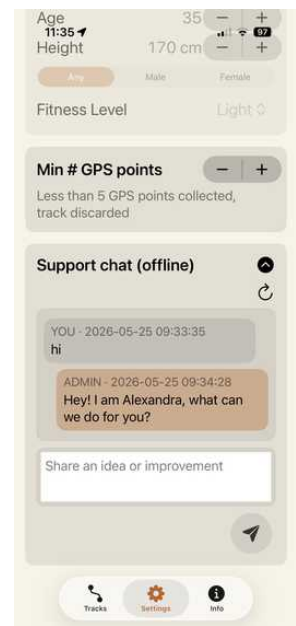 Age 35 − +
11:35 97
Height 170 cm − +
Any Male Female
Fitness Level Light
Min # GPS points − +
Less than 5 GPS points collected,
track discarded
Support chat (offline)
YOU · 2026-05-25 09:33:35
hi
ADMIN · 2026-05-25 09:34:28
Hey! I am Alexandra, what can
we do for you?
Share an idea or improvement
Tracks Settings Info